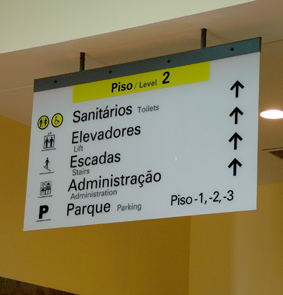 Piso / Level 2
Sanitários Toilets
Elevadores
Lift
Escadas
Stairs
Administração
Administration
P Parque Parking Piso -1, -2, -3